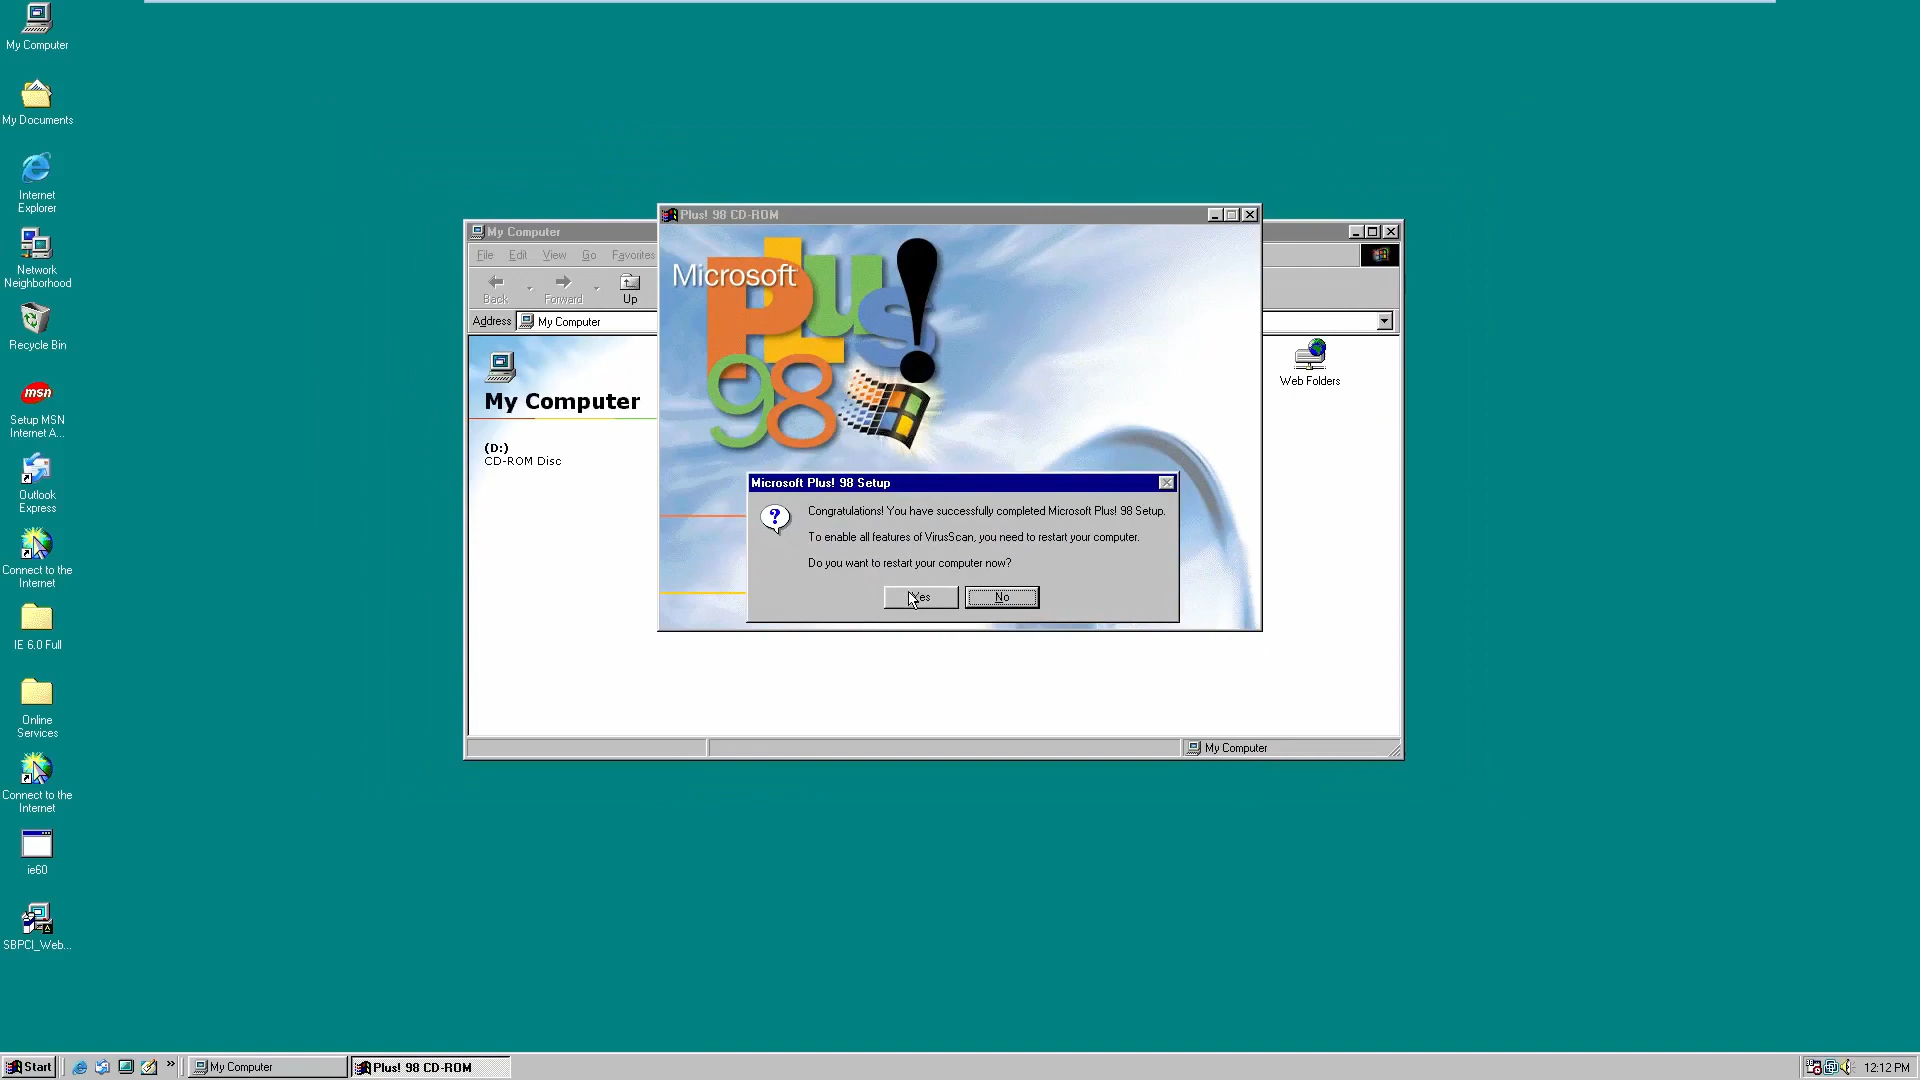 My Computer
My Documents
Internet
Explorer
Network
Neighborhood
Recycle Bin
msn
Setup MSN
Internet A...
Outlook
Express
Connect to the
Internet
IE 6.0 Full
Online
Services
Connect to the
Internet
ie60
SBPCI_Web...
My Computer
File Edit View Go Favorites
Back Forward Up
Address My Computer
My Computer
(D:)
CD-ROM Disc
Web Folders
My Computer
Plus! 98 CD-ROM
Microsoft
Plus!
98
Microsoft Plus! 98 Setup
Congratulations! You have successfully completed Microsoft Plus! 98 Setup.
To enable all features of VirusScan, you need to restart your computer.
Do you want to restart your computer now?
Yes No
Start My Computer Plus! 98 CD-ROM 12:12 PM